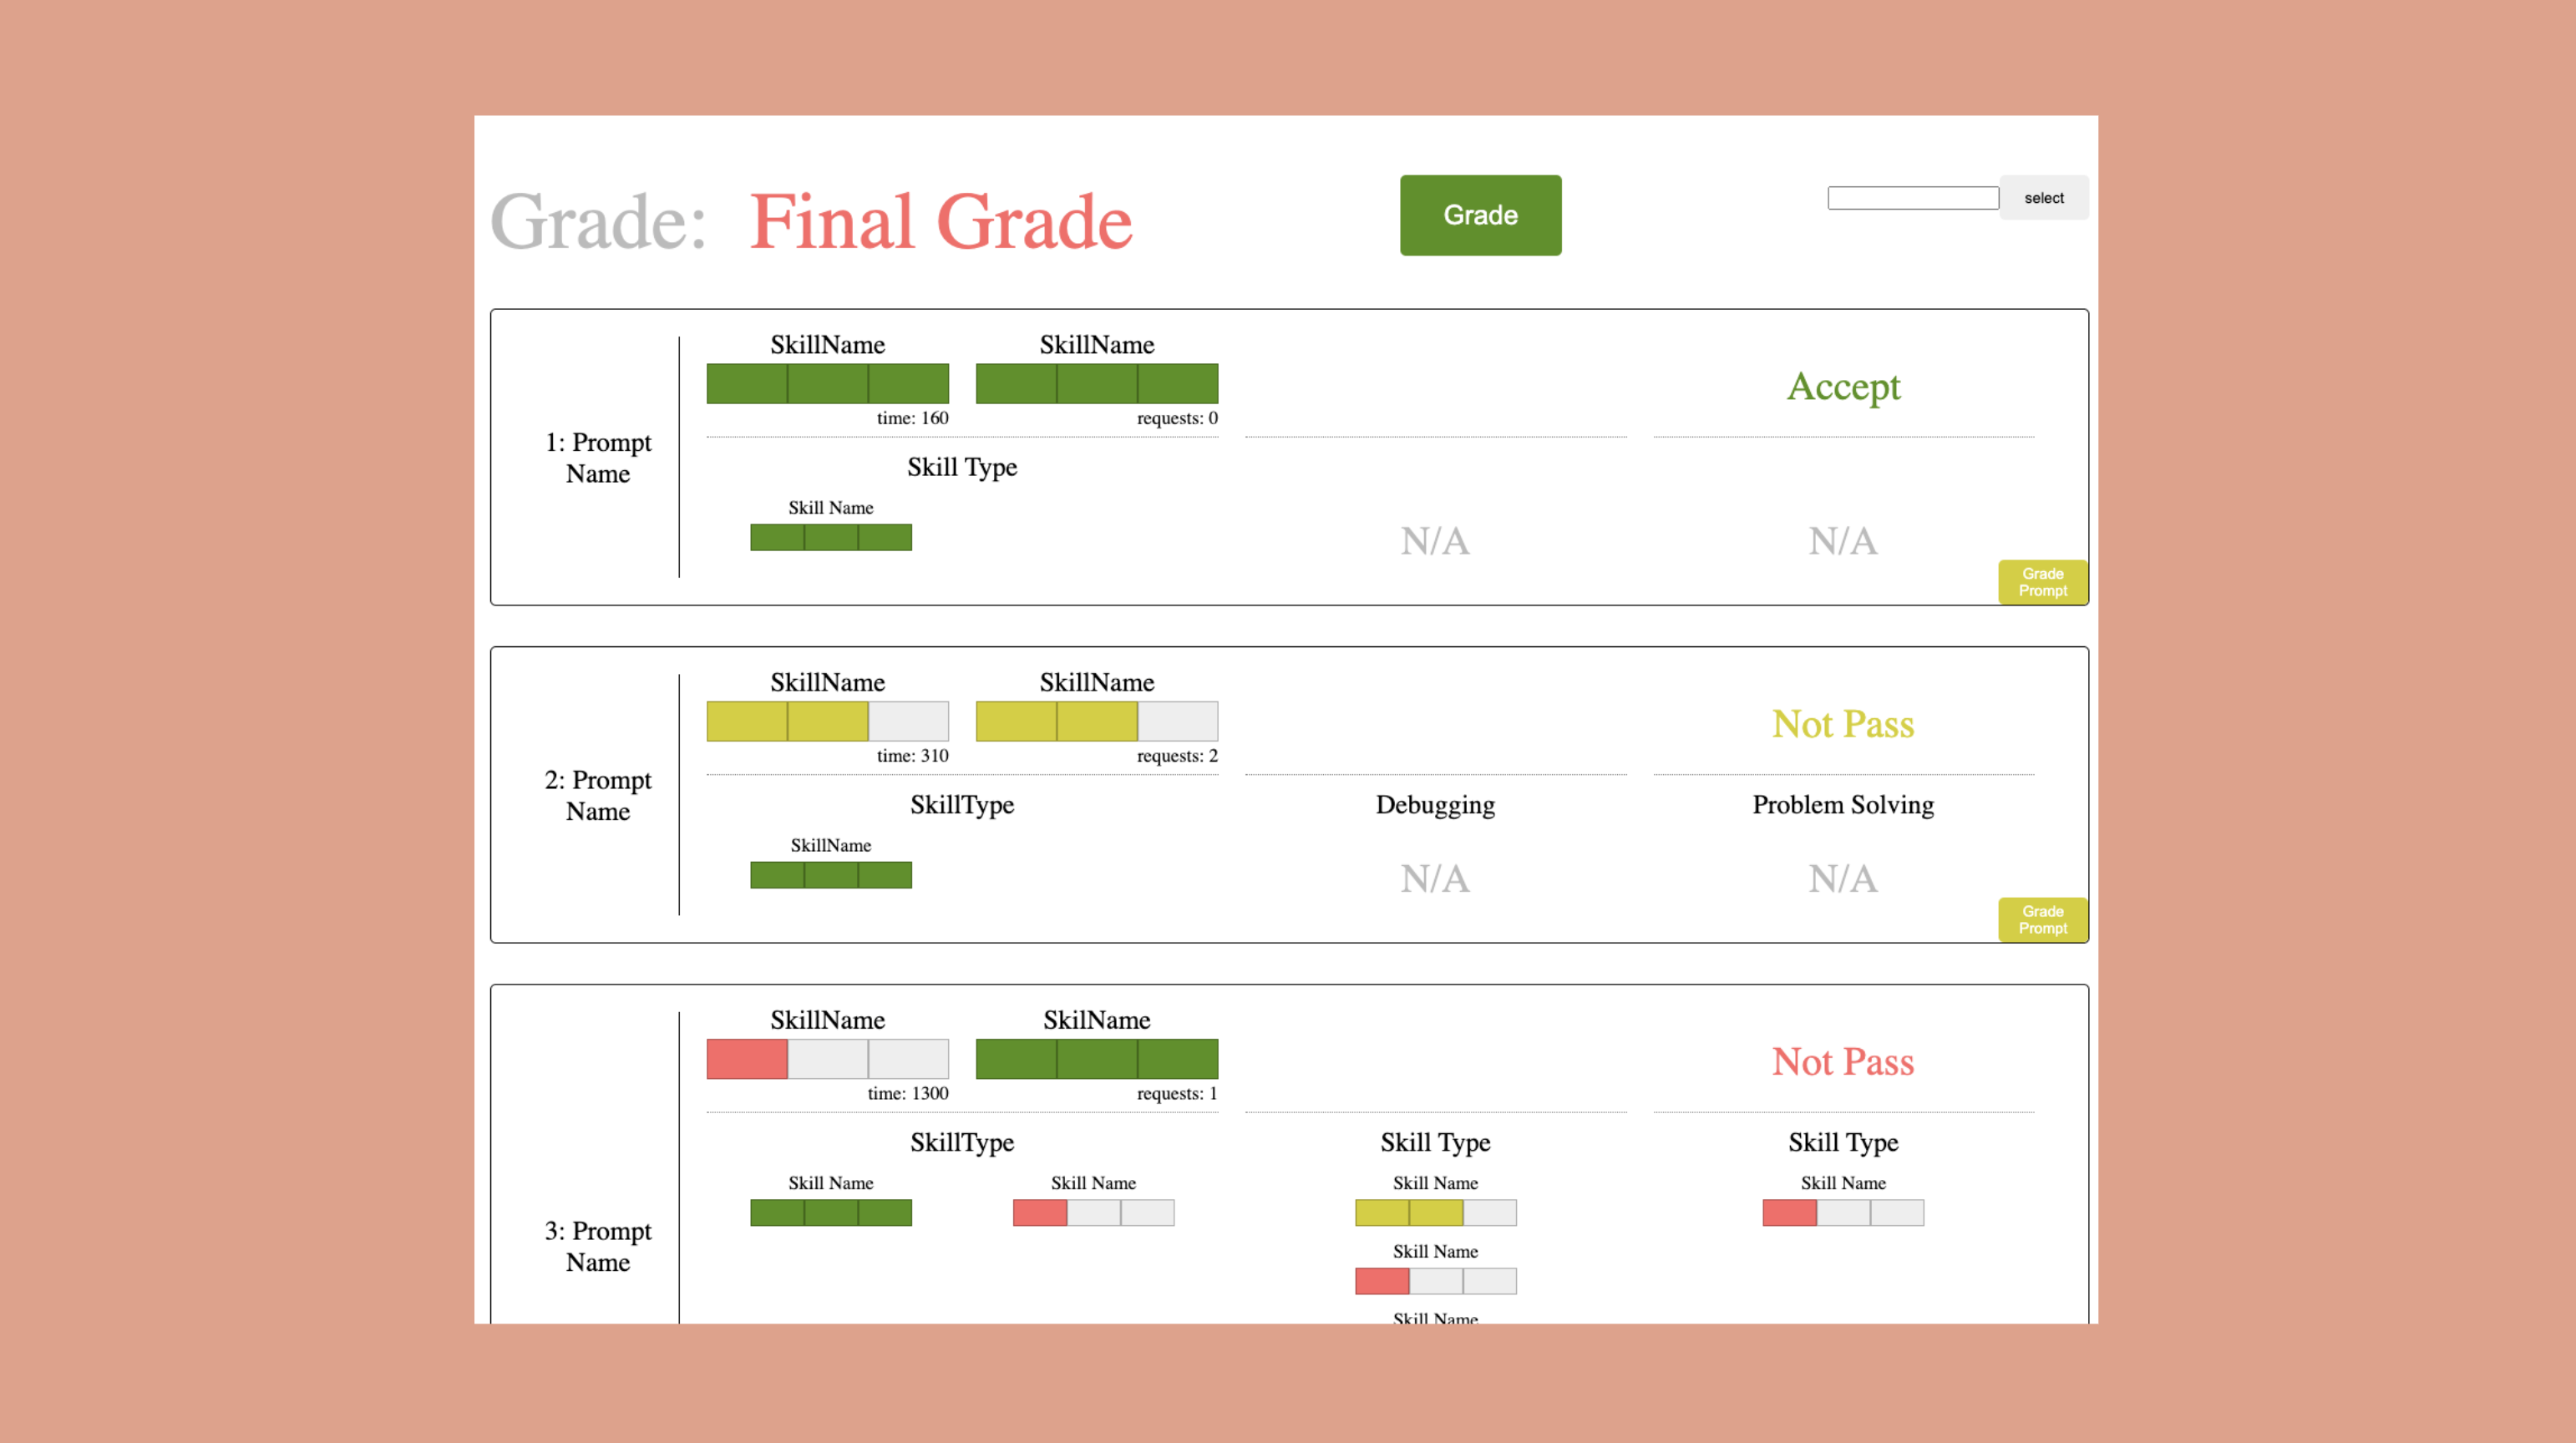 Grade: Final Grade
Grade
select
SkillName
SkillName
time: 160
requests: 0
Accept
1: Prompt
Name
Skill Type
Skill Name
N/A
N/A
Grade
Prompt
SkillName
SkillName
time: 310
requests: 2
Not Pass
2: Prompt
Name
SkillType
Debugging
Problem Solving
SkillName
N/A
N/A
Grade
Prompt
SkillName
SkilName
time: 1300
requests: 1
Not Pass
3: Prompt
Name
SkillType
Skill Type
Skill Type
Skill Name
Skill Name
Skill Name
Skill Name
Skill Name
Skill Name